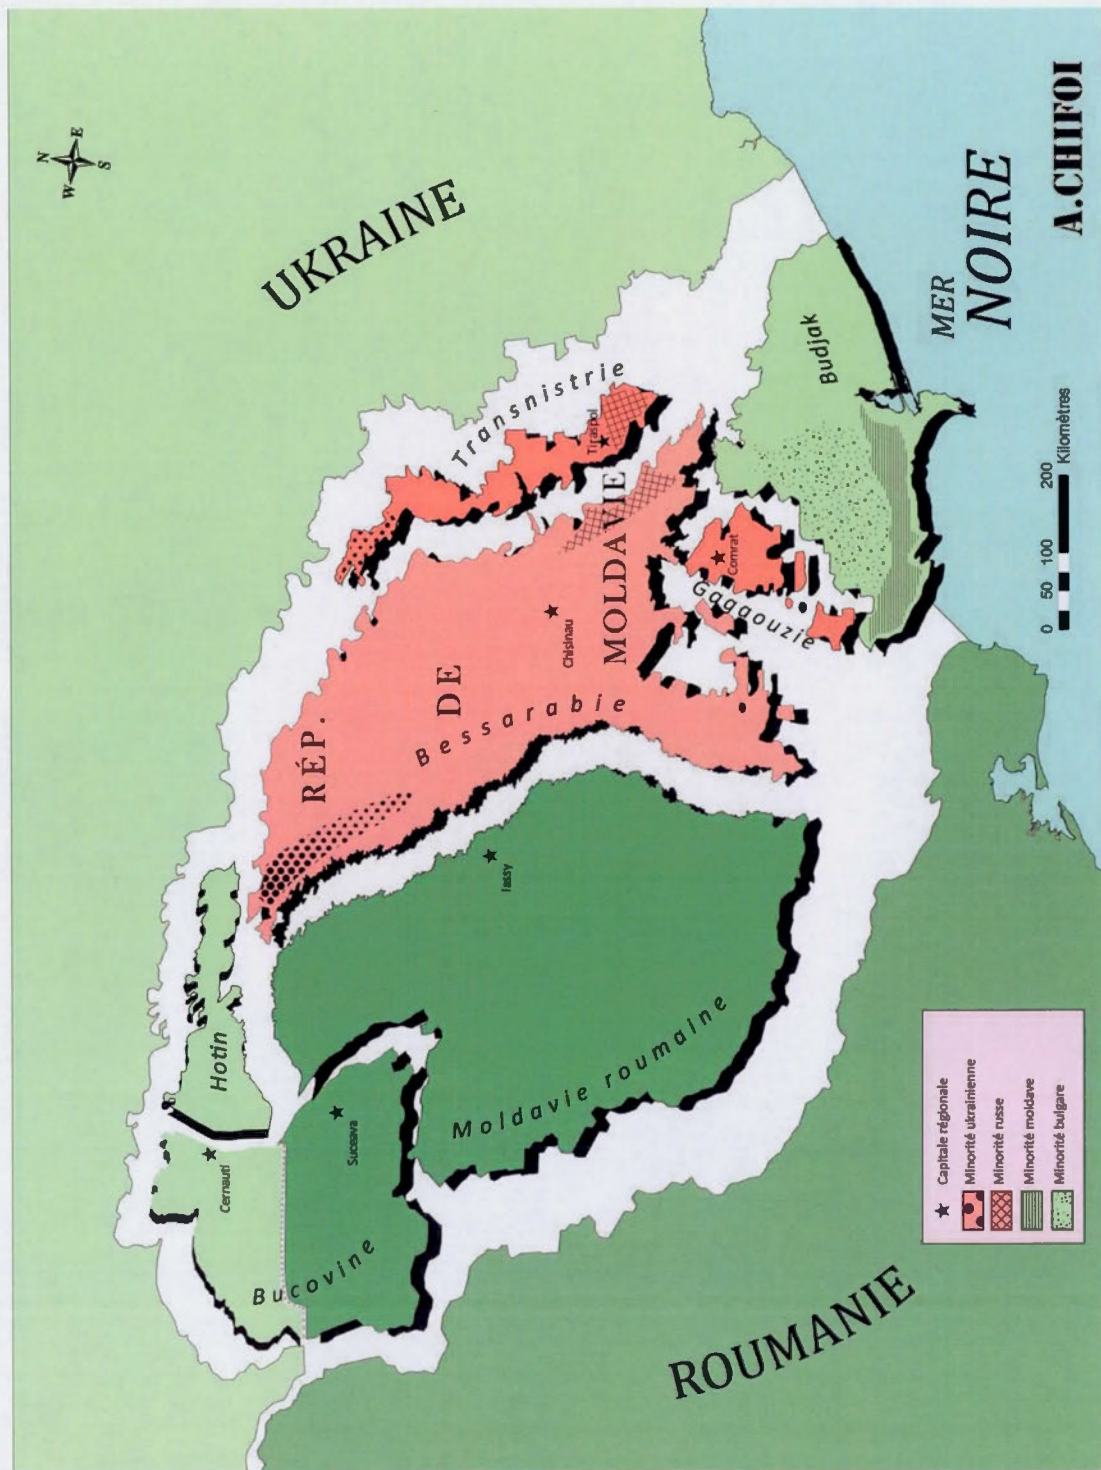 N
W
E
S
UKRAINE
Hotin
Cernauti
Bucovine
Suceava
RÉP.
DE
MOLDAVIE
Bessarabie
Transnistrie
Tiraspol
Iassy
Chisinau
Moldavie roumaine
Gagaouzie
Comrat
Budjak
ROUMANIE
MER
NOIRE
Capitale régionale
Minorité ukrainienne
Minorité russe
Minorité moldave
Minorité bulgare
0 50 100 200
Kilomètres
A.CHIFOI